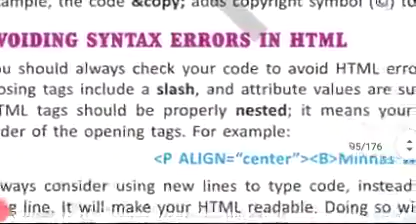 ample, the code &copy; adds copyright symbol (©) to
VOIDING SYNTAX ERRORS IN HTML
ou should always check your code to avoid HTML erro
osing tags include a slash, and attribute values are su
TML tags should be properly nested; it means your
der of the opening tags. For example:
95/176
<P ALIGN="center"><B>Minnas
ways consider using new lines to type code, instead
line. It will make your HTML readable. Doing so wi